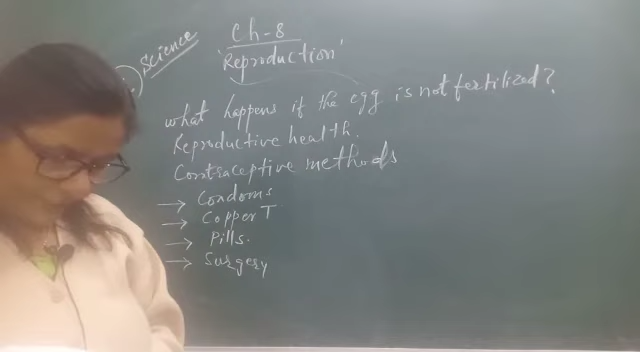 Ch-8
Science
'Reproduction'
what happens if the egg is not fertilized?
Reproductive health.
Contraceptive methods
→ Condoms
→ Copper T
→ Pills.
→ Surgery